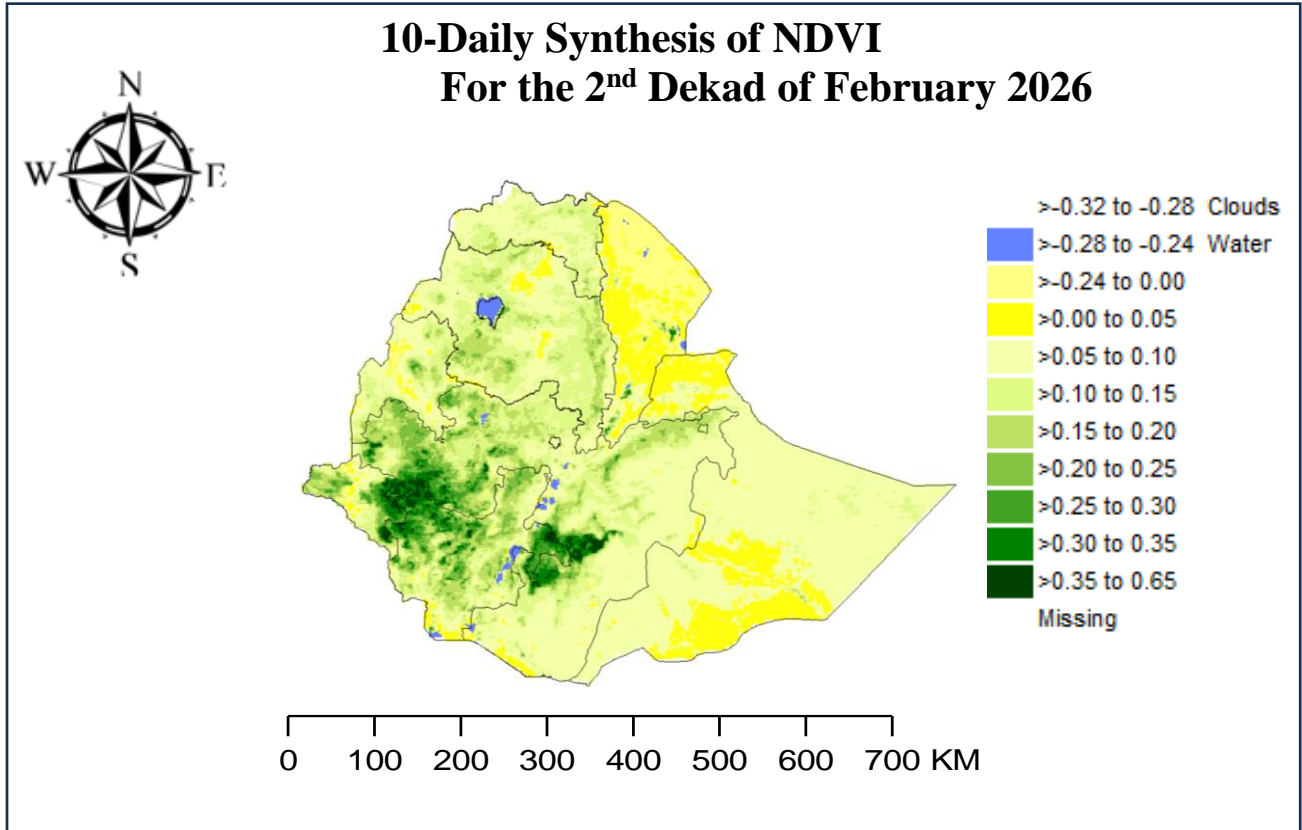 10-Daily Synthesis of NDVI
For the 2nd Dekad of February 2026
N
W E
S
>-0.32 to -0.28 Clouds
>-0.28 to -0.24 Water
>-0.24 to 0.00
>0.00 to 0.05
>0.05 to 0.10
>0.10 to 0.15
>0.15 to 0.20
>0.20 to 0.25
>0.25 to 0.30
>0.30 to 0.35
>0.35 to 0.65
Missing
0 100 200 300 400 500 600 700 KM